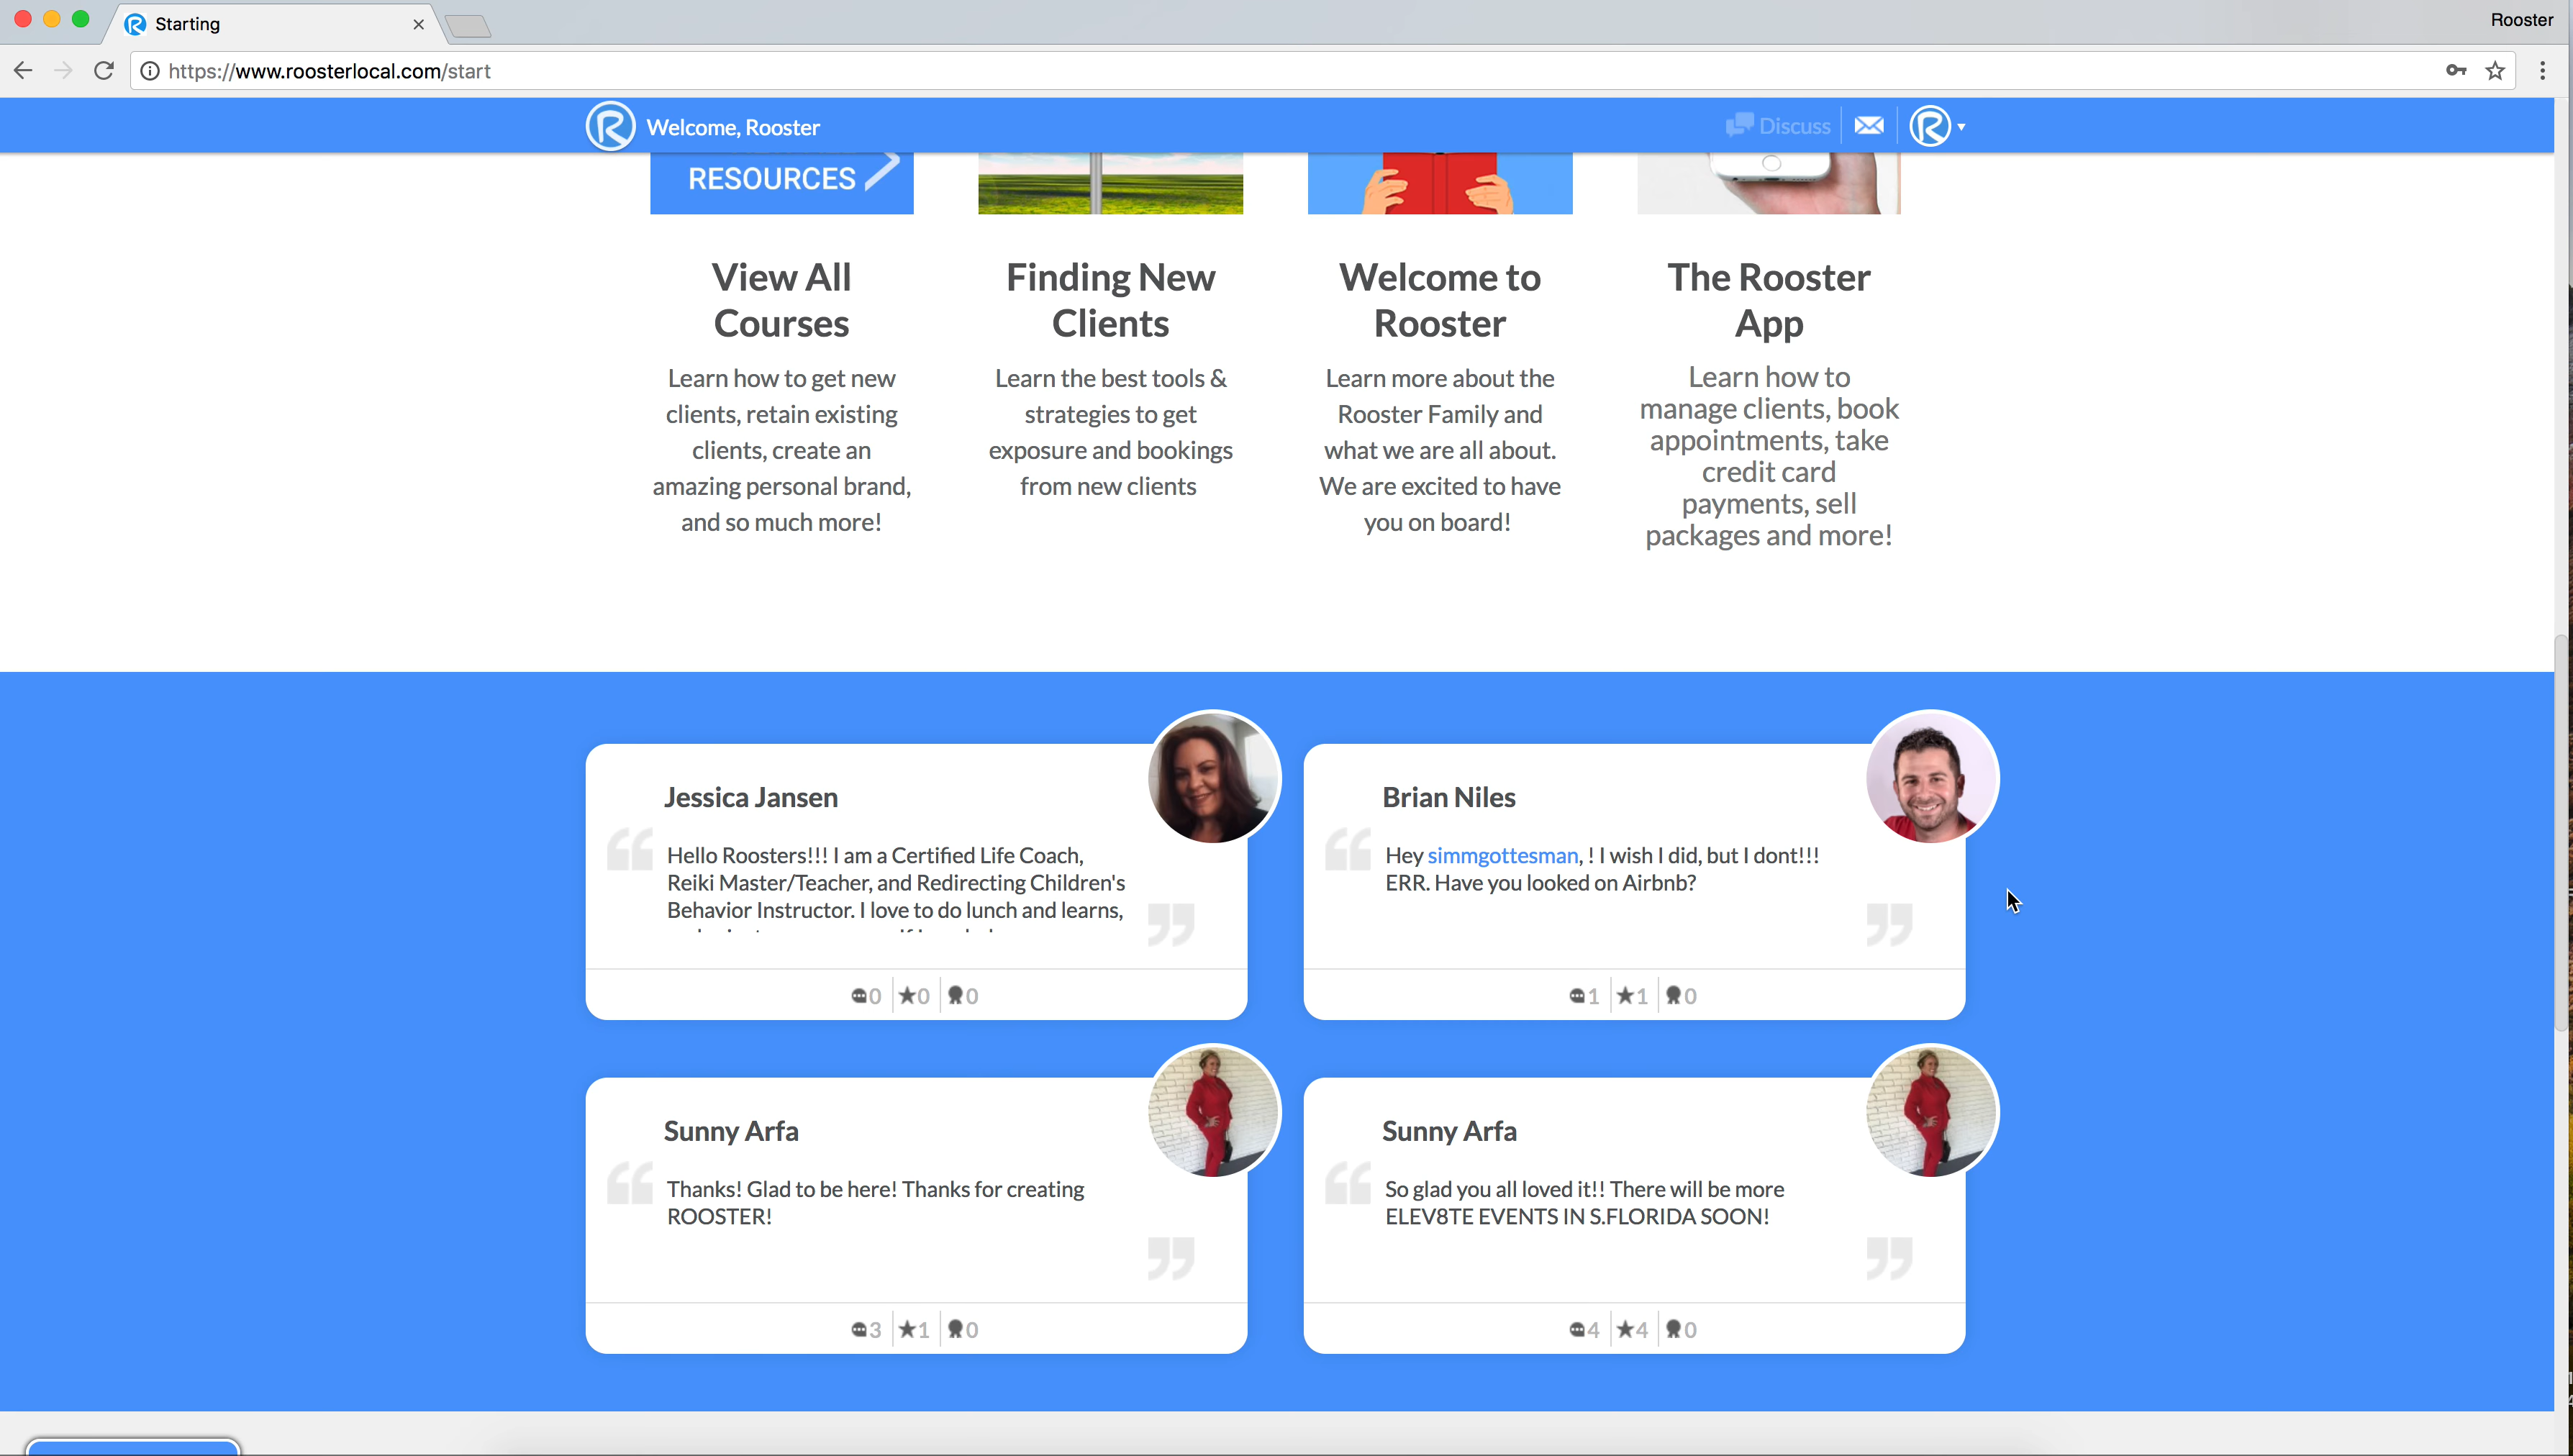 Starting
Rooster
https://www.roosterlocal.com/start
Welcome, Rooster
Discuss
RESOURCES
View All
Courses
Learn how to get new
clients, retain existing
clients, create an
amazing personal brand,
and so much more!
Finding New
Clients
Learn the best tools &
strategies to get
exposure and bookings
from new clients
Welcome to
Rooster
Learn more about the
Rooster Family and
what we are all about.
We are excited to have
you on board!
The Rooster
App
Learn how to
manage clients, book
appointments, take
credit card
payments, sell
packages and more!
Jessica Jansen
Hello Roosters!!! I am a Certified Life Coach,
Reiki Master/Teacher, and Redirecting Children's
Behavior Instructor. I love to do lunch and learns,
0 0 0
Brian Niles
Hey simmgottesman, ! I wish I did, but I dont!!!
ERR. Have you looked on Airbnb?
1 1 0
Sunny Arfa
Thanks! Glad to be here! Thanks for creating
ROOSTER!
3 1 0
Sunny Arfa
So glad you all loved it!! There will be more
ELEV8TE EVENTS IN S.FLORIDA SOON!
4 4 0